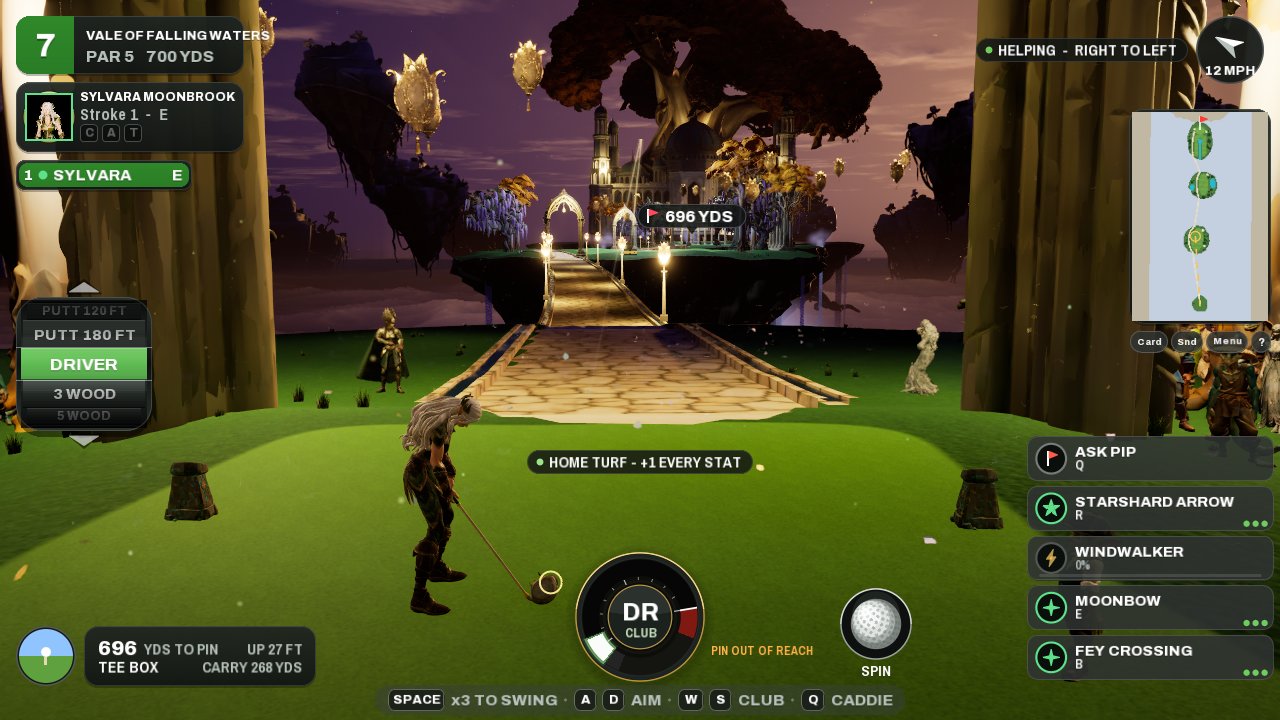 7
VALE OF FALLING WATERS
PAR 5 700 YDS
SYLVARA MOONBROOK
Stroke 1 - E
C A T
1 SYLVARA E
HELPING - RIGHT TO LEFT
12 MPH
696 YDS
Card Snd Menu ?
PUTT 120 FT
PUTT 180 FT
DRIVER
3 WOOD
5 WOOD
HOME TURF - +1 EVERY STAT
ASK PIP
Q
STARSHARD ARROW
R
WINDWALKER
0%
MOONBOW
E
FEY CROSSING
B
DR
CLUB
PIN OUT OF REACH
SPIN
696 YDS TO PIN UP 27 FT
TEE BOX CARRY 268 YDS
SPACE x3 TO SWING · A D AIM · W S CLUB · Q CADDIE